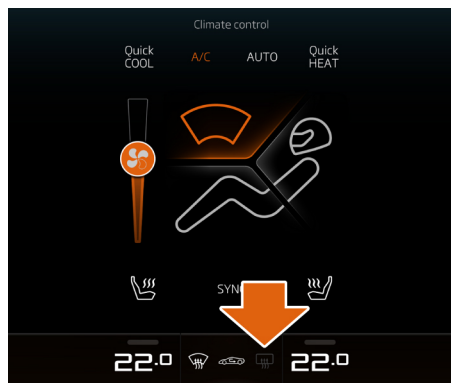 Climate control
Quick
COOL
A/C
AUTO
Quick
HEAT
22.0
22.0